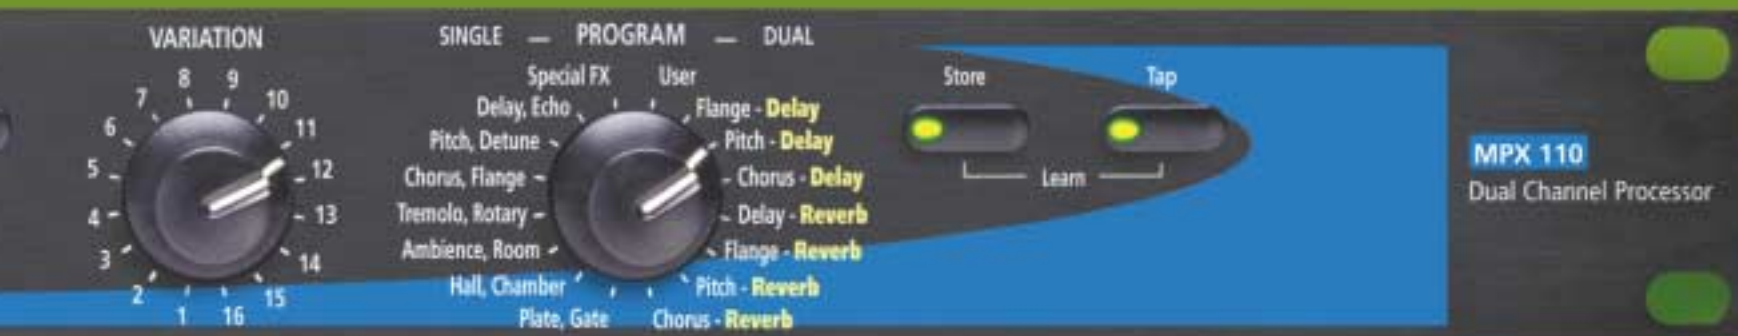 VARIATION
8
9
7
10
6
11
5
12
4
13
3
14
2
15
1
16
SINGLE — PROGRAM — DUAL
Special FX
User
Delay, Echo
Flange - Delay
Pitch, Detune
Pitch - Delay
Chorus, Flange
Chorus - Delay
Tremolo, Rotary
Delay - Reverb
Ambience, Room
Flange - Reverb
Hall, Chamber
Pitch - Reverb
Plate, Gate
Chorus - Reverb
Store
Tap
Learn
MPX 110
Dual Channel Processor